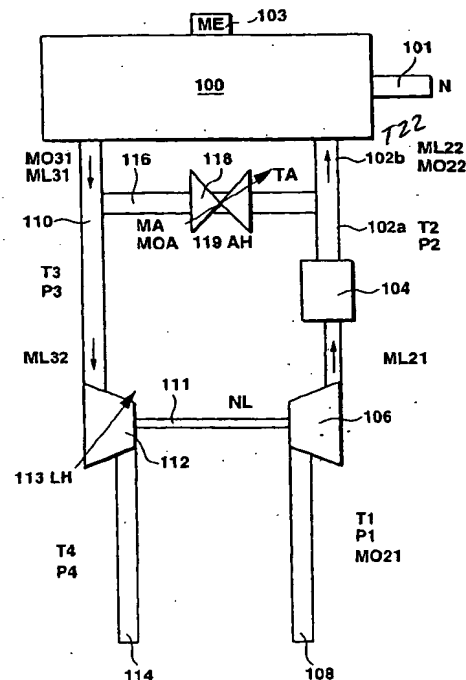 ME
103
101
100
N
T22
MO31
ML31
116
118
TA
102b
ML22
MO22
110
MA
MOA
119 AH
102a
T2
P2
T3
P3
104
ML32
ML21
111
NL
106
112
113 LH
T1
P1
MO21
T4
P4
114
108